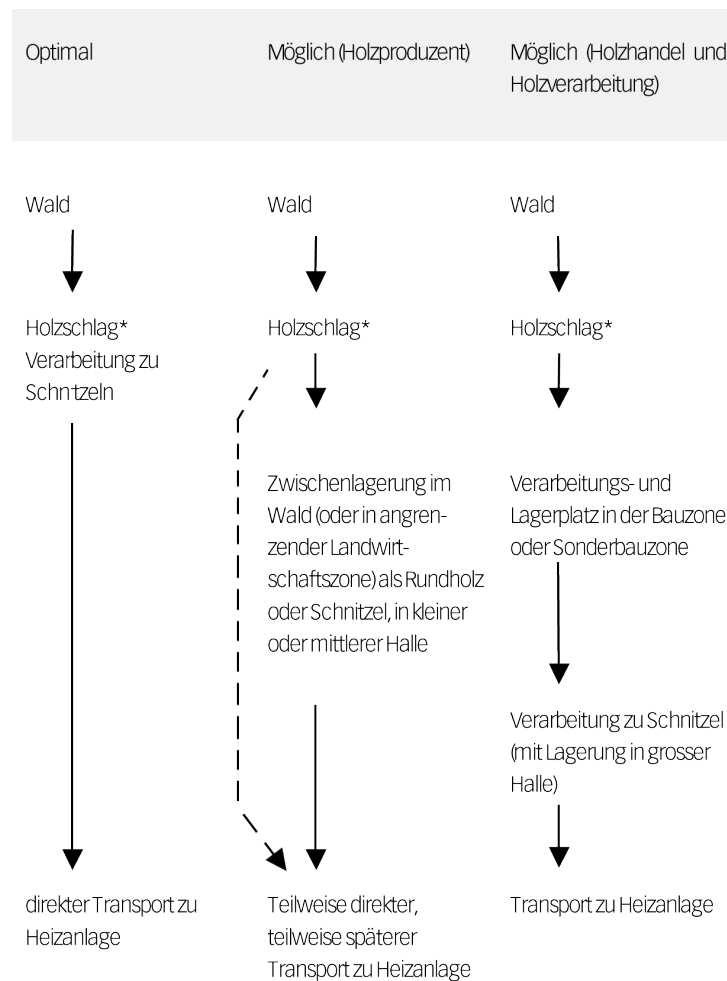 Optimal
Möglich (Holzproduzent)
Möglich (Holzhandel und
Holzverarbeitung)
Wald
Wald
Wald
Holzschlag*
Verarbeitung zu
Schnitzeln
Holzschlag*
Holzschlag*
Zwischenlagerung im
Wald (oder in angren-
zender Landwirt-
schaftszone) als Rundholz
oder Schnitzel, in kleiner
oder mittlerer Halle
Verarbeitungs- und
Lagerplatz in der Bauzone
oder Sonderbauzone
Verarbeitung zu Schnitzel
(mit Lagerung in grosser
Halle)
direkter Transport zu
Heizanlage
Teilweise direkter,
teilweise späterer
Transport zu Heizanlage
Transport zu Heizanlage